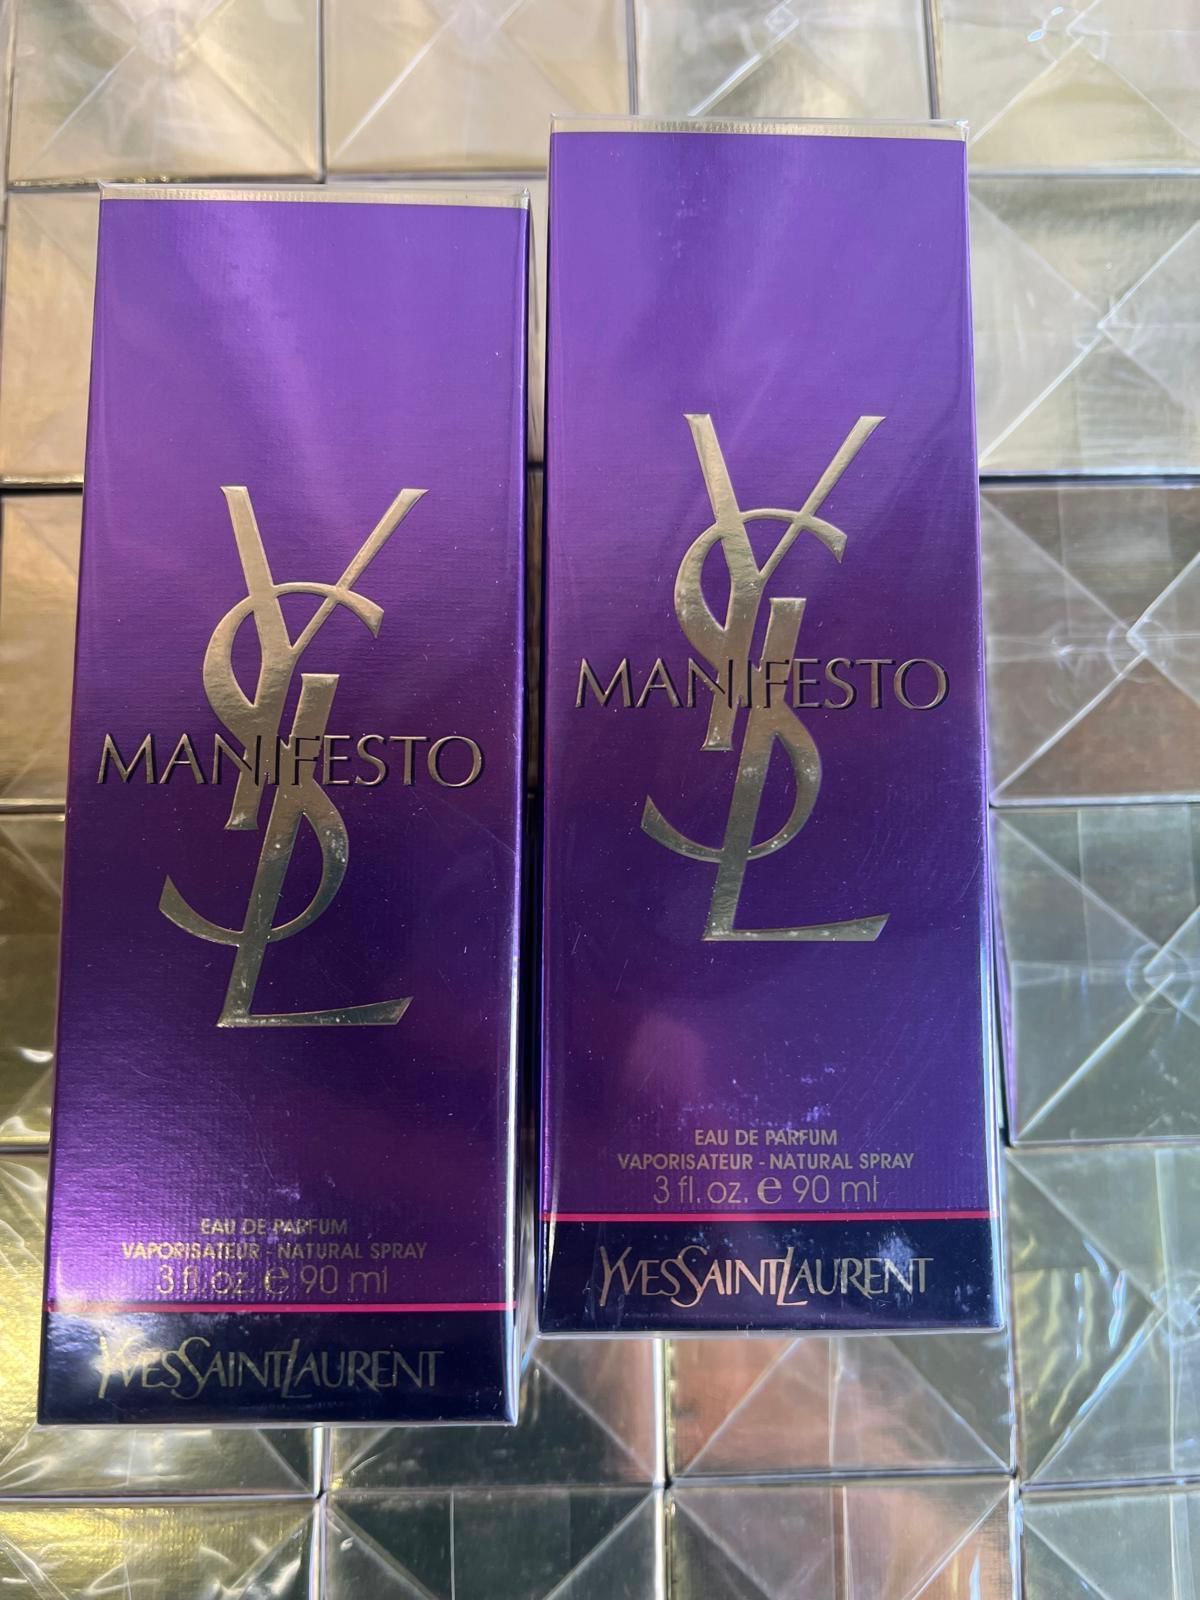 YSL
MANIFESTO
EAU DE PARFUM
VAPORISATEUR - NATURAL SPRAY
3 fl. oz. e 90 ml
YVESSAINTLAURENT
YSL
MANIFESTO
EAU DE PARFUM
VAPORISATEUR - NATURAL SPRAY
3 fl. oz. e 90 ml
YVESSAINTLAURENT